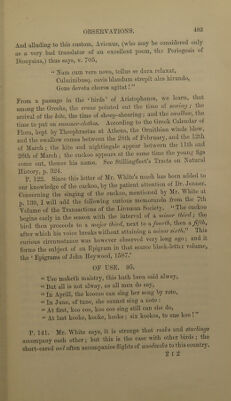 OBSERVATIONS. 483
And alluding to this custom, Avienus, (who may be considered only
as a very bad translator of an excellent poem, the Periegesis of
Dionysius,) thus says, v. 705,
“ Nam cum vere novo, tellus se dura relaxat,
Culminibusq. cavis blandum strepit ales hirundo,
Gens devota choros agitat!”
From a passage in the ‘birds’ of Aristophanes, we learn, that
among the Greeks, the crane pointed out the time of sowing; the
arrival of the kite, the time of sheep-shearing; and the swallow, the
time to put on summer-cloths. According to the Greek Calendar of
Flora, kept by Theophrastus at Athens, the Ornithian winds blow,
and the swallow comes between the 28th of February, and the 12th
of March; the kite and nightingale appear between the 11th and
26th of March; the cuckoo appears at the same time the young figs
come out, thence his name. See Stillingfleet's Tracts on Natural
History, p. 324.
P. 122. Since this letter of Mr. White's much has been added to
our knowledge of the cuckoo, by the patient attention of Dr. Jenner.
Concerning the singing of the cuckoo, mentioned by Mr. White at
p. 139, I will add the following curious memoranda from the 7th
Volume of the Transactions of the Linnean Society. “The cuckoo
begins early in the season with the interval of a minor third; the
bird then proceeds to a major third, next to a fourth, then a fifth,
after which his voice breaks without attaining a minor sixth.” This
curious circumstance was however observed very long ago; and it
forms the subject of an Epigram in that scarce black-letter volume,
the ‘Epigrams of John Heywood, 1587.’
OF USE. 95.
“ Use maketh maistry, this hath been said alway,
“ But all is not alway, as all men do say,
“ In Aprill, the koocoo can sing her song by rote,
“ In June, of tune, she cannot sing a note:
“ At first, koo coo, koo coo sing still can she do,
“ At last kooke, kooke, kooke; six kookes, to one koo!”
P. 141. Mr. White says, it is strange that rooks and starlings
accompany each other; but this is the case with other birds; the
short-eared owl often accompanies flights of woodcocks to this country.
2 I 2